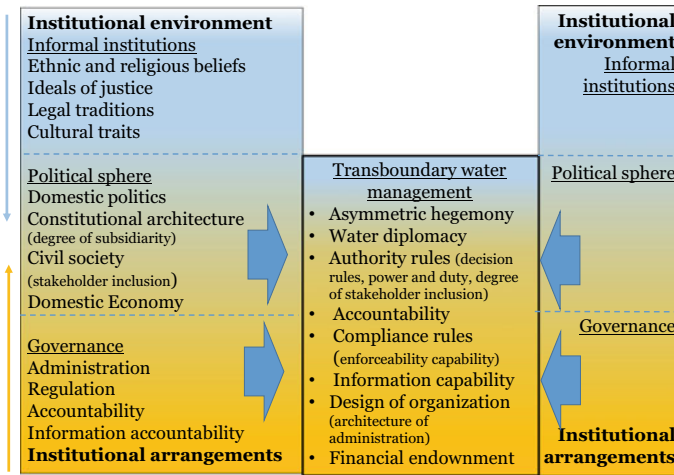 Institutional environment
Informal institutions
Ethnic and religious beliefs
Ideals of justice
Legal traditions
Cultural traits
Political sphere
Domestic politics
Constitutional architecture
(degree of subsidiarity)
Civil society
(stakeholder inclusion)
Domestic Economy
Governance
Administration
Regulation
Accountability
Information accountability
Institutional arrangements
Transboundary water
management
• Asymmetric hegemony
• Water diplomacy
• Authority rules (decision
rules, power and duty, degree
of stakeholder inclusion)
• Accountability
• Compliance rules
(enforceability capability)
• Information capability
• Design of organization
(architecture of
administration)
• Financial endownment
Institutional
environment
Informal
institutions
Political sphere
Governance
Institutional
arrangements